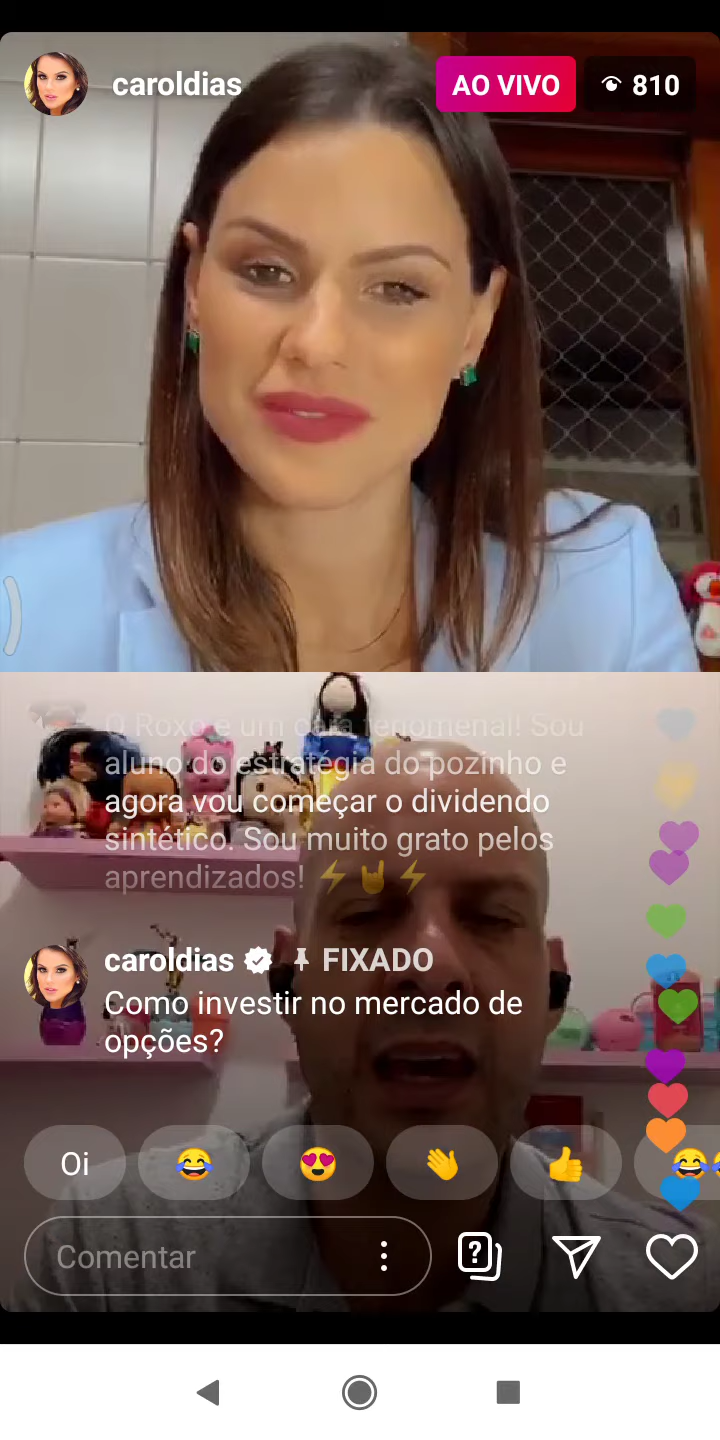 caroldias
AO VIVO
810
O Roxo é um cara fenomenal! Sou
aluno do estratégia do pozinho e
agora vou começar o dividendo
sintético. Sou muito grato pelos
aprendizados! ⚡🤘⚡
caroldias FIXADO
Como investir no mercado de
opções?
Oi 😂 😍 👏 👍 😂😂
Comentar